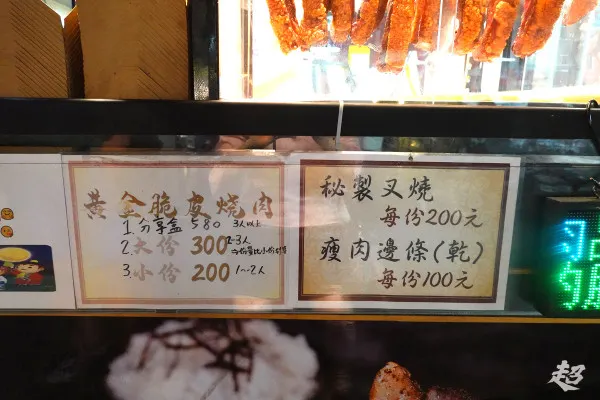 黃金脆皮燒肉
1.分享盒 580 3人以上
2.大份 300 2-3人
3.小份 200 1~2人
秘製叉燒
每份200元
瘦肉邊條(乾)
每份100元
超